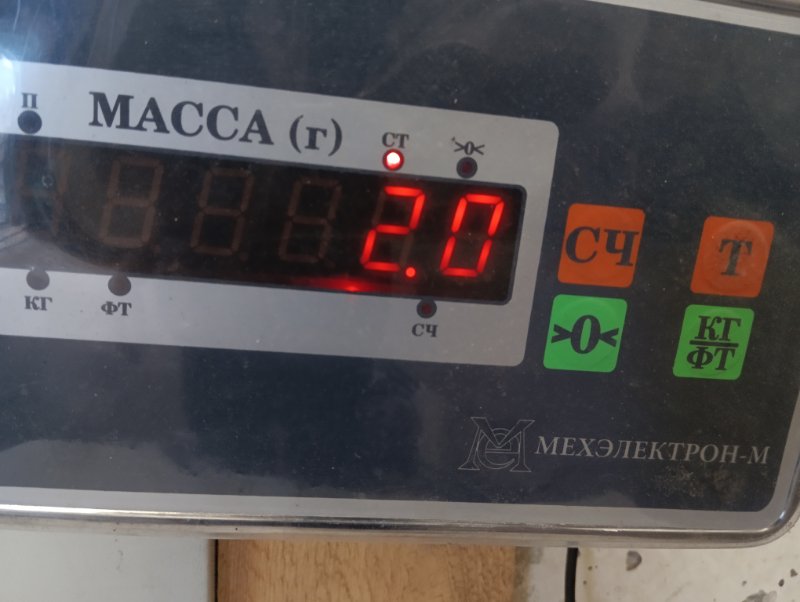 П
МАССА (г)
СТ
>0<
2.0
КГ
ФТ
СЧ
СЧ
Т
>0<
КГ
ФТ
МЕХЭЛЕКТРОН-М